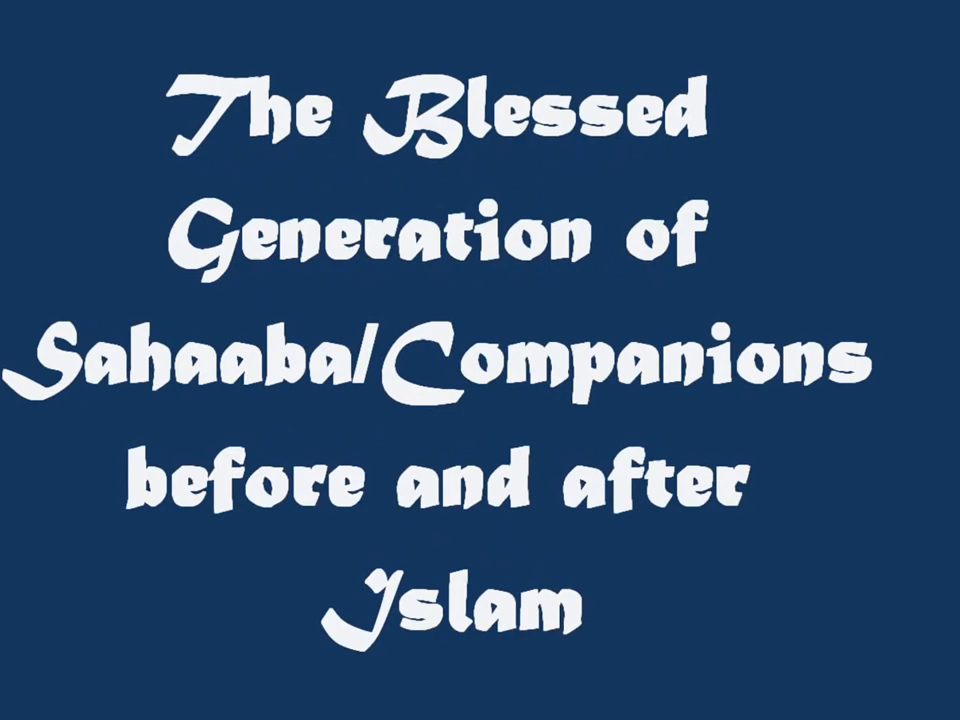 The Blessed
Generation of
Sahaaba/Companions
before and after
Islam